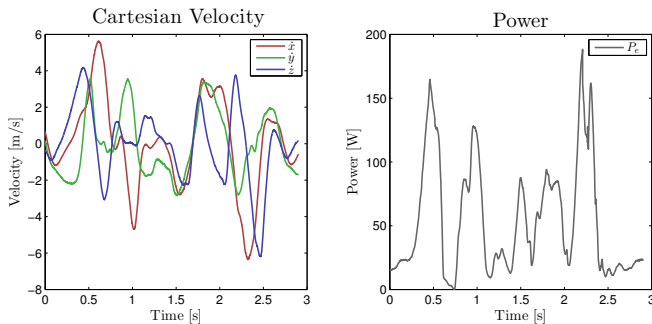 Cartesian Velocity
6
4
2
0
−2
−4
−6
−8
Velocity [m/s]
0
0.5
1
1.5
2
2.5
3
Time [s]
ẋ
ẏ
ż
Power
200
150
100
50
0
Power [W]
0
0.5
1
1.5
2
2.5
3
Time [s]
P_e